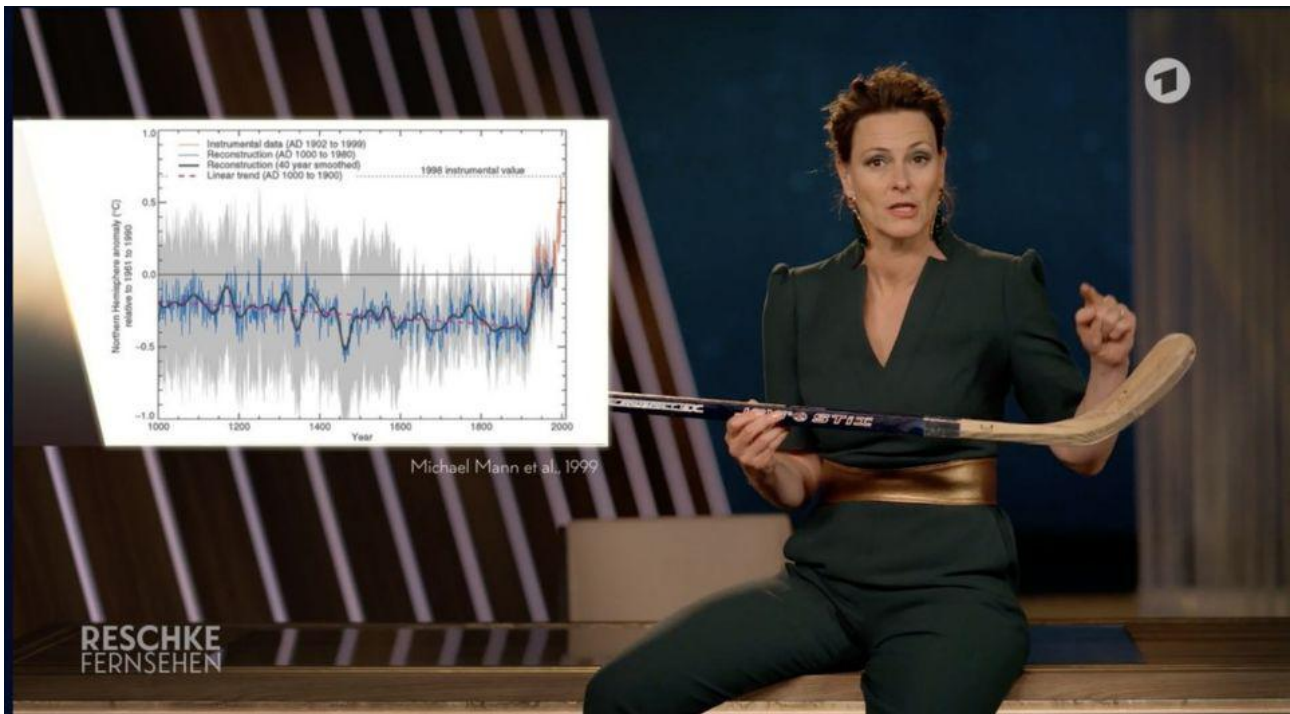 1.0
0.5
0.0
−0.5
−1.0
Northern Hemisphere anomaly (°C)
relative to 1961 to 1990
Instrumental data (AD 1902 to 1999)
Reconstruction (AD 1000 to 1980)
Reconstruction (40 year smoothed)
Linear trend (AD 1000 to 1900)
1998 instrumental value
1000 1200 1400 1600 1800 2000
Year
Michael Mann et al., 1999
STIX
1
RESCHKE
FERNSEHEN